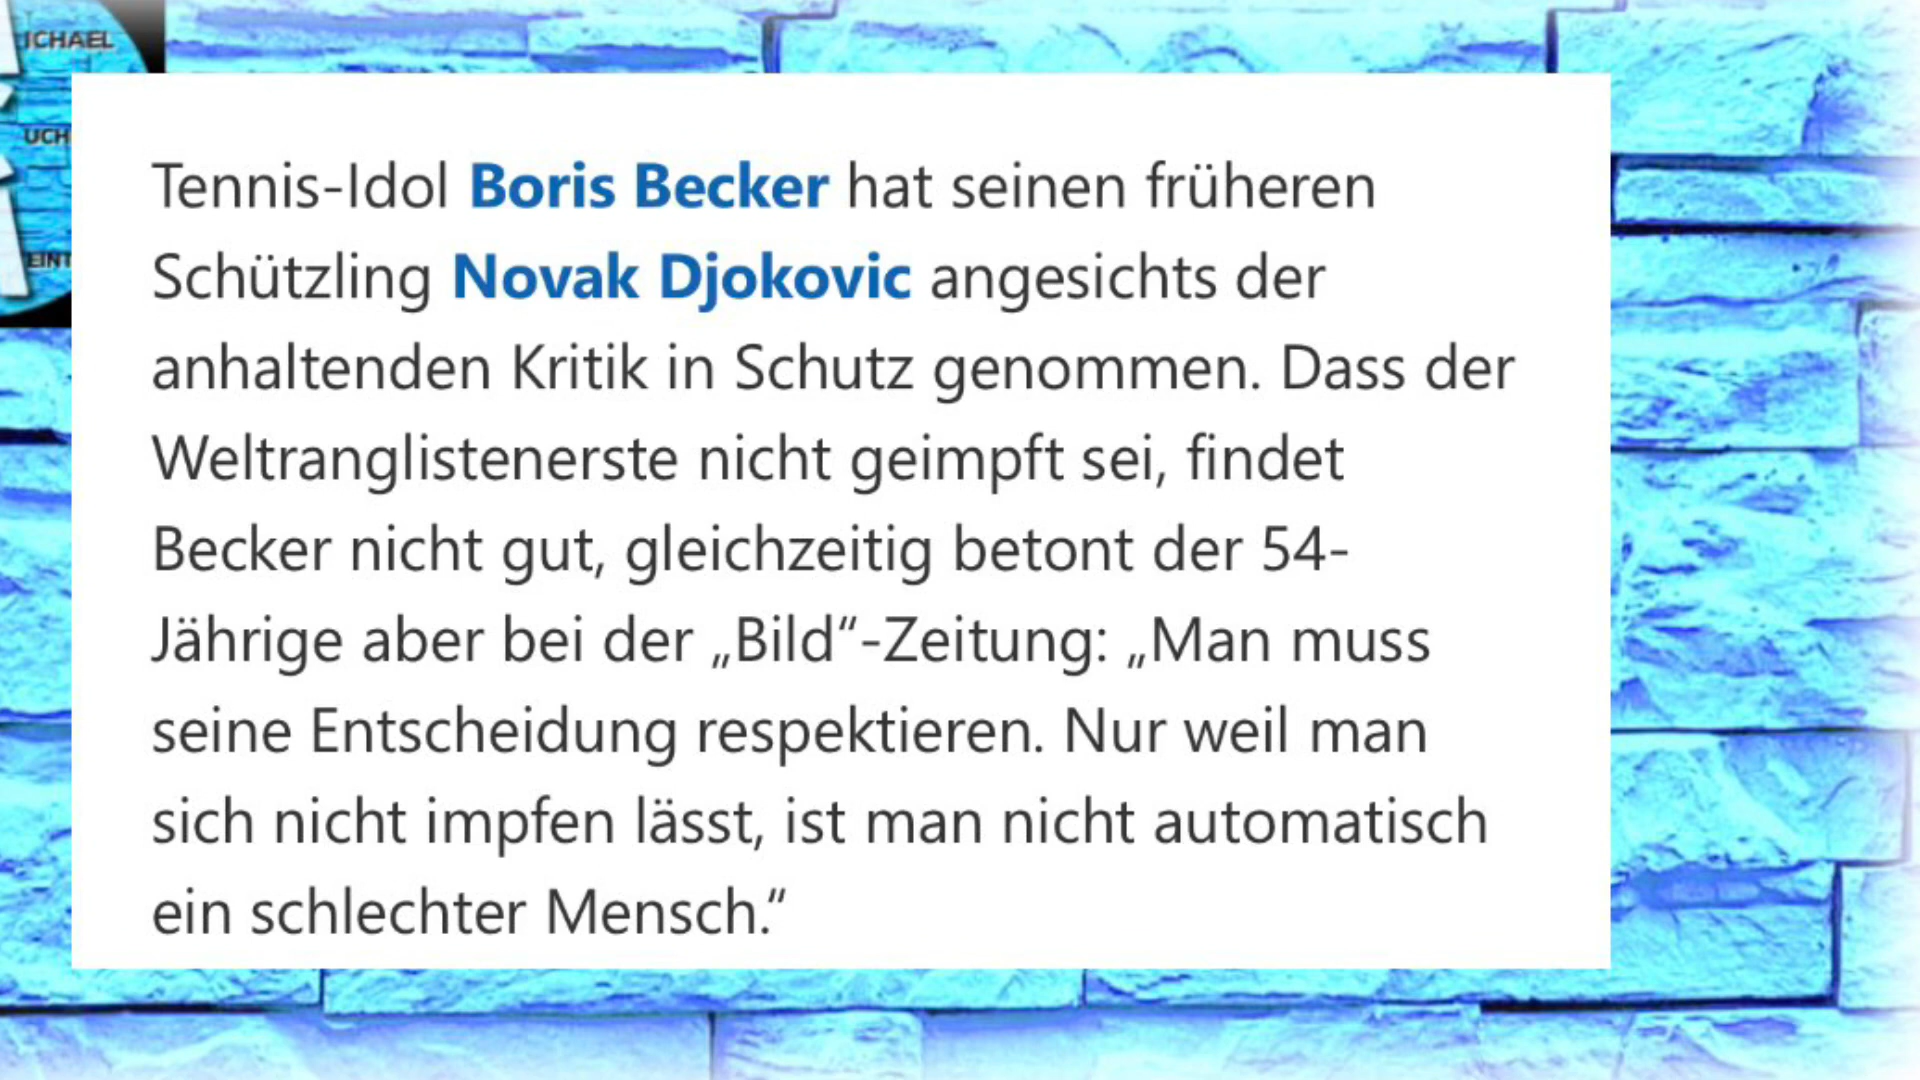 ICHAEL
UCH
EINT
Tennis-Idol Boris Becker hat seinen früheren
Schützling Novak Djokovic angesichts der
anhaltenden Kritik in Schutz genommen. Dass der
Weltranglistenerste nicht geimpft sei, findet
Becker nicht gut, gleichzeitig betont der 54-
Jährige aber bei der „Bild“-Zeitung: „Man muss
seine Entscheidung respektieren. Nur weil man
sich nicht impfen lässt, ist man nicht automatisch
ein schlechter Mensch.“